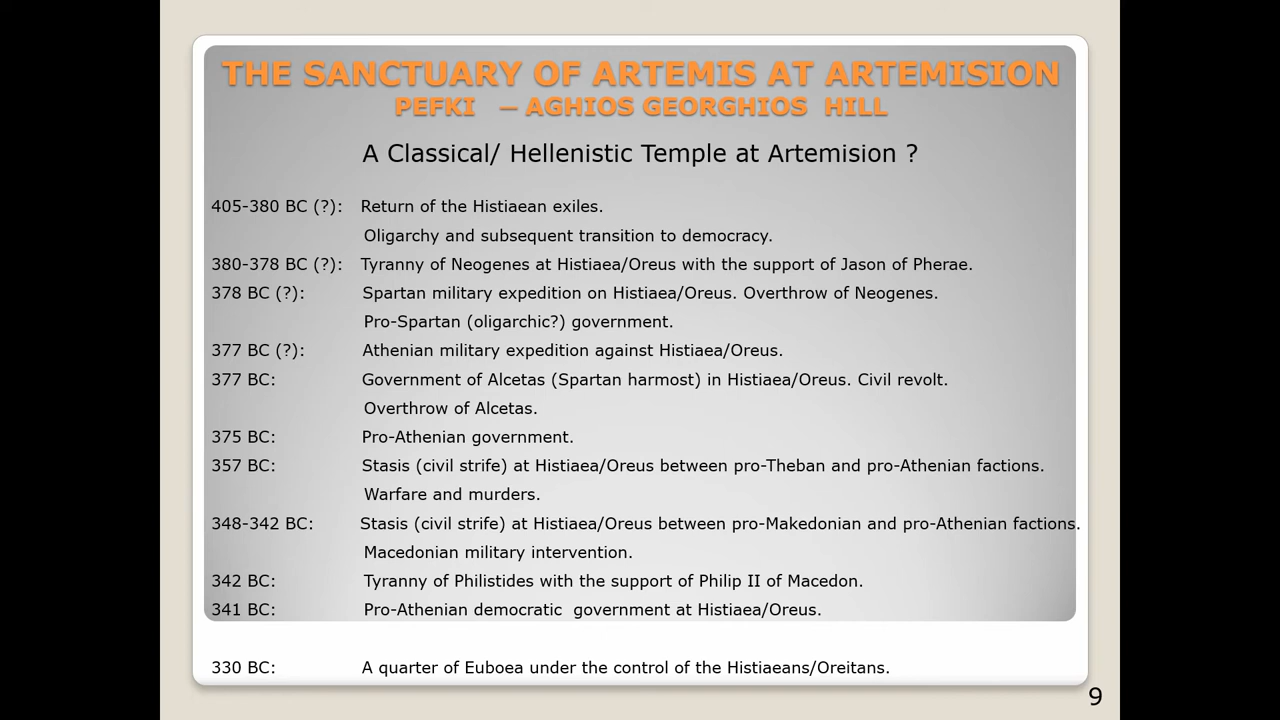 THE SANCTUARY OF ARTEMIS AT ARTEMISION
PEFKI – AGHIOS GEORGHIOS HILL
A Classical/ Hellenistic Temple at Artemision ?
405-380 BC (?): Return of the Histiaean exiles.
Oligarchy and subsequent transition to democracy.
380-378 BC (?): Tyranny of Neogenes at Histiaea/Oreus with the support of Jason of Pherae.
378 BC (?): Spartan military expedition on Histiaea/Oreus. Overthrow of Neogenes.
Pro-Spartan (oligarchic?) government.
377 BC (?): Athenian military expedition against Histiaea/Oreus.
377 BC: Government of Alcetas (Spartan harmost) in Histiaea/Oreus. Civil revolt.
Overthrow of Alcetas.
375 BC: Pro-Athenian government.
357 BC: Stasis (civil strife) at Histiaea/Oreus between pro-Theban and pro-Athenian factions.
Warfare and murders.
348-342 BC: Stasis (civil strife) at Histiaea/Oreus between pro-Makedonian and pro-Athenian factions.
Macedonian military intervention.
342 BC: Tyranny of Philistides with the support of Philip II of Macedon.
341 BC: Pro-Athenian democratic government at Histiaea/Oreus.
330 BC: A quarter of Euboea under the control of the Histiaeans/Oreitans.
9